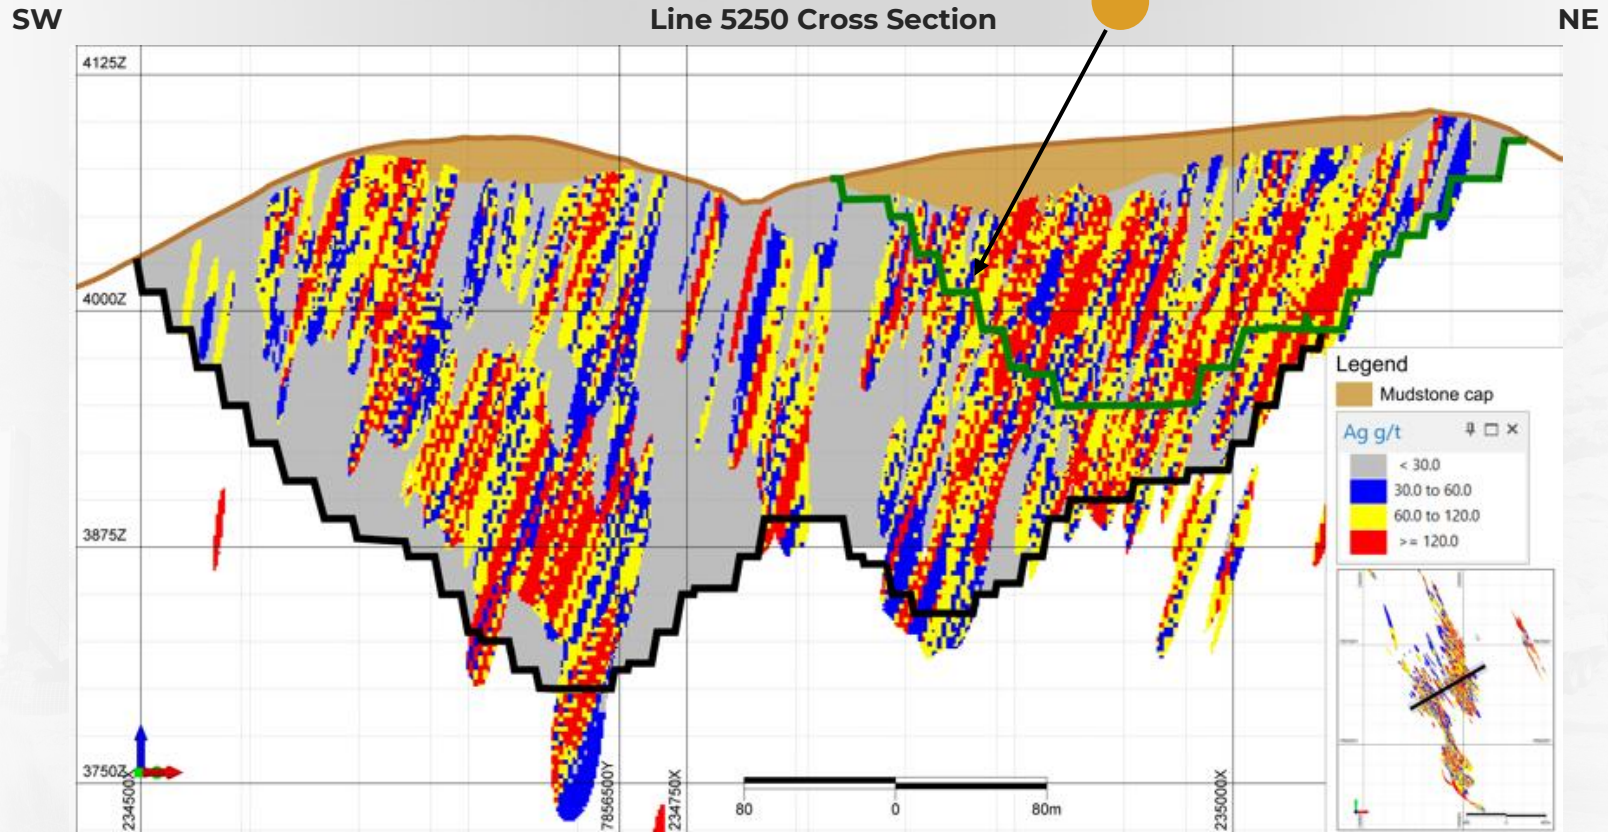 SW
Line 5250 Cross Section
NE
4125Z
4000Z
3875Z
3750Z
234500X
7856500Y
234750X
235000X
80
0
80m
Legend
Mudstone cap
Ag g/t
< 30.0
30.0 to 60.0
60.0 to 120.0
>= 120.0